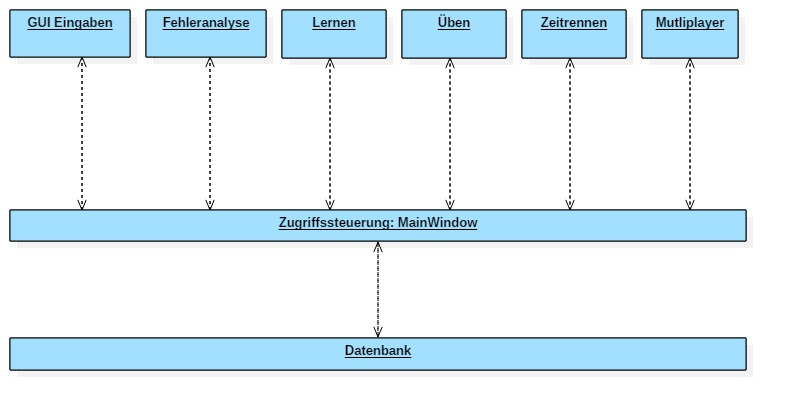 GUI Eingaben
Fehleranalyse
Lernen
Üben
Zeitrennen
Mutliplayer
Zugriffssteuerung: MainWindow
Datenbank